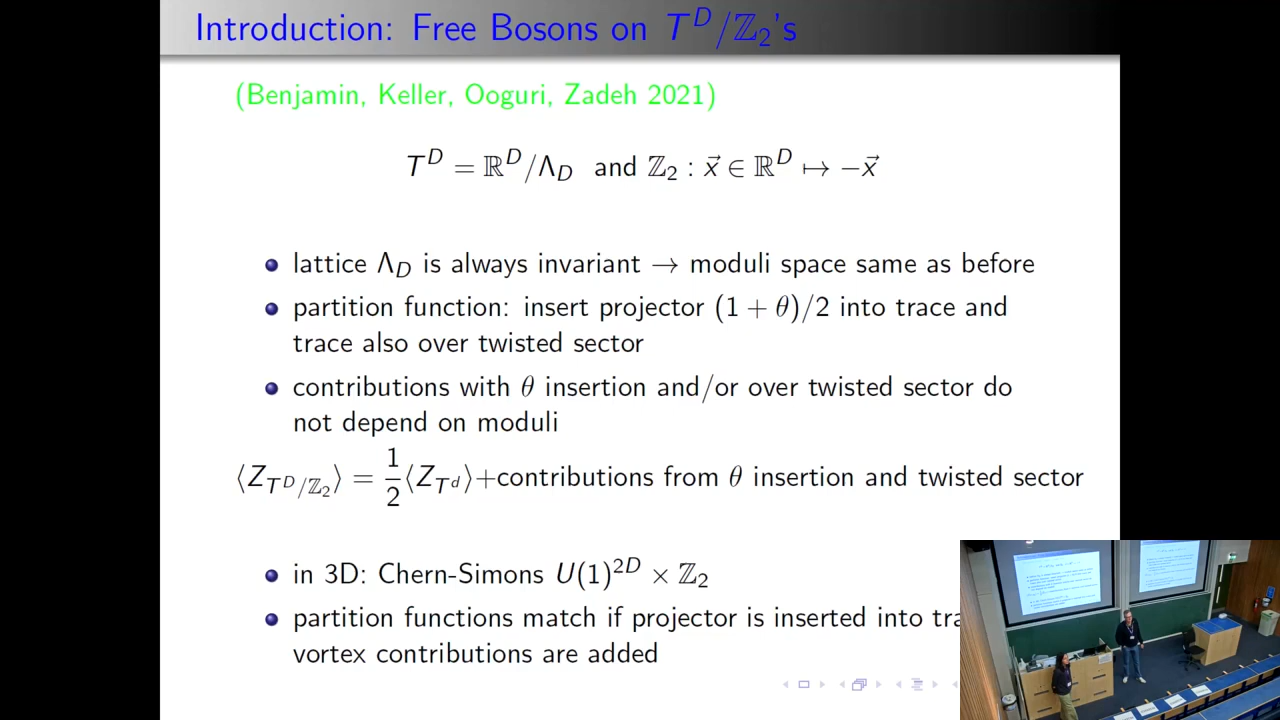 Introduction: Free Bosons on T^D/ℤ₂'s
(Benjamin, Keller, Ooguri, Zadeh 2021)
T^D = ℝ^D/Λ_D and ℤ₂ : x⃗ ∈ ℝ^D ↦ −x⃗
lattice Λ_D is always invariant → moduli space same as before
partition function: insert projector (1 + θ)/2 into trace and
trace also over twisted sector
contributions with θ insertion and/or over twisted sector do
not depend on moduli
⟨Z_{T^D/ℤ₂}⟩ = 1/2⟨Z_{T^d}⟩+contributions from θ insertion and twisted sector
in 3D: Chern-Simons U(1)^{2D} × ℤ₂
partition functions match if projector is inserted into
vortex contributions are added